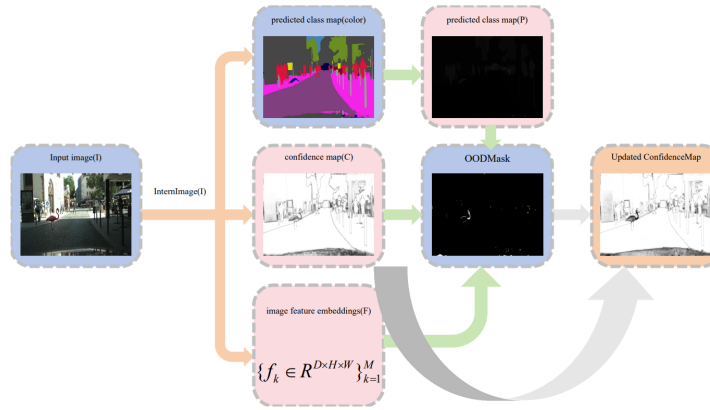 predicted class map(color)
predicted class map(P)
Input image(I)
InternImage(I)
confidence map(C)
OODMask
Updated ConfidenceMap
image feature embeddings(F)
{f_k ∈ R^{D×H×W}}_{k=1}^{M}